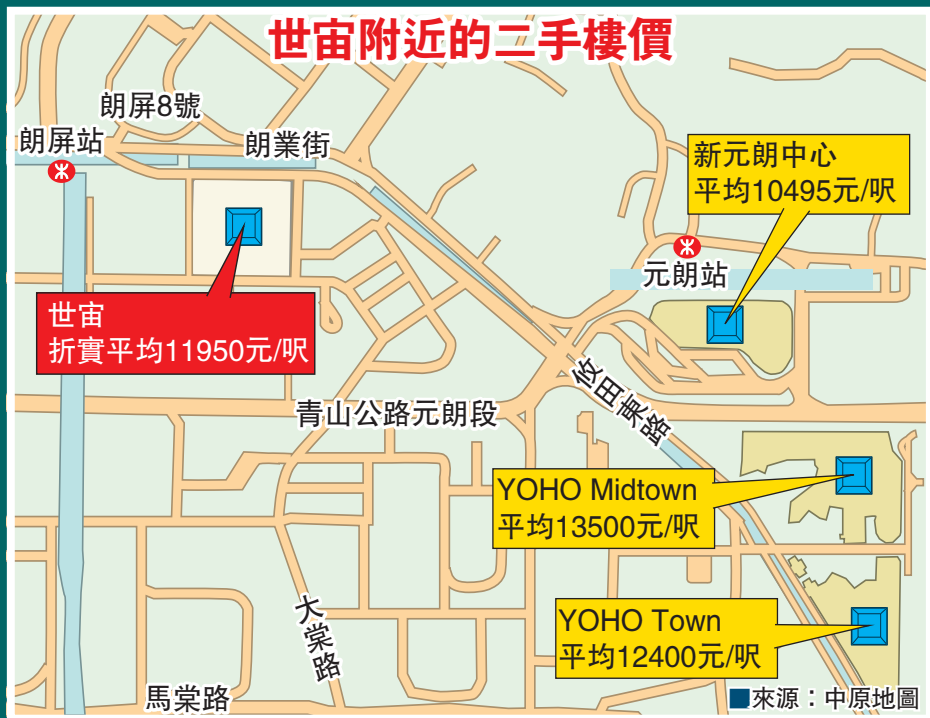 世宙附近的二手樓價
朗屏8號
朗屏站
朗業街
新元朗中心
平均10495元/呎
元朗站
世宙
折實平均11950元/呎
攸田東路
青山公路元朗段
YOHO Midtown
平均13500元/呎
大棠路
YOHO Town
平均12400元/呎
馬棠路
■來源：中原地圖